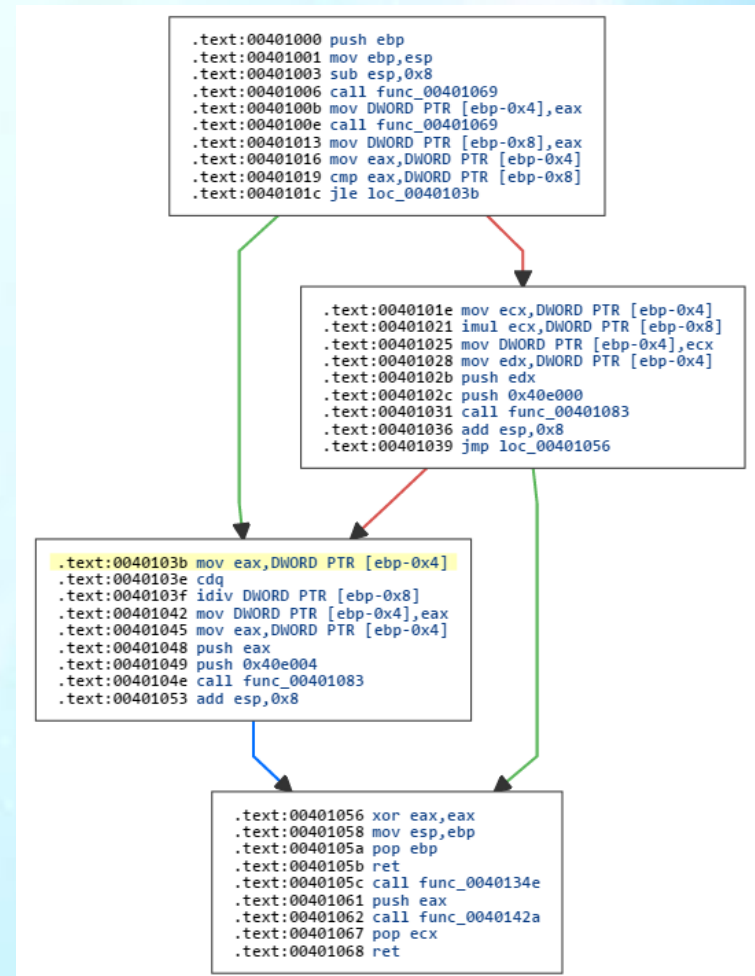 .text:00401000 push ebp
.text:00401001 mov ebp,esp
.text:00401003 sub esp,0x8
.text:00401006 call func_00401069
.text:0040100b mov DWORD PTR [ebp-0x4],eax
.text:0040100e call func_00401069
.text:00401013 mov DWORD PTR [ebp-0x8],eax
.text:00401016 mov eax,DWORD PTR [ebp-0x4]
.text:00401019 cmp eax,DWORD PTR [ebp-0x8]
.text:0040101c jle loc_0040103b
.text:0040101e mov ecx,DWORD PTR [ebp-0x4]
.text:00401021 imul ecx,DWORD PTR [ebp-0x8]
.text:00401025 mov DWORD PTR [ebp-0x4],ecx
.text:00401028 mov edx,DWORD PTR [ebp-0x4]
.text:0040102b push edx
.text:0040102c push 0x40e000
.text:00401031 call func_00401083
.text:00401036 add esp,0x8
.text:00401039 jmp loc_00401056
.text:0040103b mov eax,DWORD PTR [ebp-0x4]
.text:0040103e cdq
.text:0040103f idiv DWORD PTR [ebp-0x8]
.text:00401042 mov DWORD PTR [ebp-0x4],eax
.text:00401045 mov eax,DWORD PTR [ebp-0x4]
.text:00401048 push eax
.text:00401049 push 0x40e004
.text:0040104e call func_00401083
.text:00401053 add esp,0x8
.text:00401056 xor eax,eax
.text:00401058 mov esp,ebp
.text:0040105a pop ebp
.text:0040105b ret
.text:0040105c call func_0040134e
.text:00401061 push eax
.text:00401062 call func_0040142a
.text:00401067 pop ecx
.text:00401068 ret